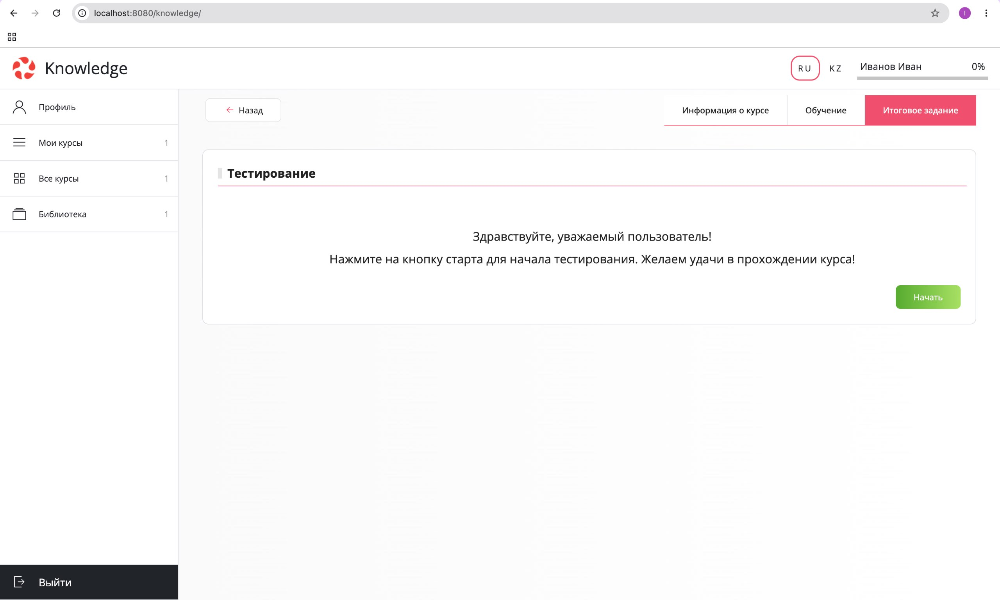 localhost:8080/knowledge/
I
Knowledge
RU
KZ
Иванов Иван
0%
Профиль
Мои курсы 1
Все курсы 1
Библиотека 1
Выйти
← Назад
Информация о курсе
Обучение
Итоговое задание
Тестирование
Здравствуйте, уважаемый пользователь!
Нажмите на кнопку старта для начала тестирования. Желаем удачи в прохождении курса!
Начать